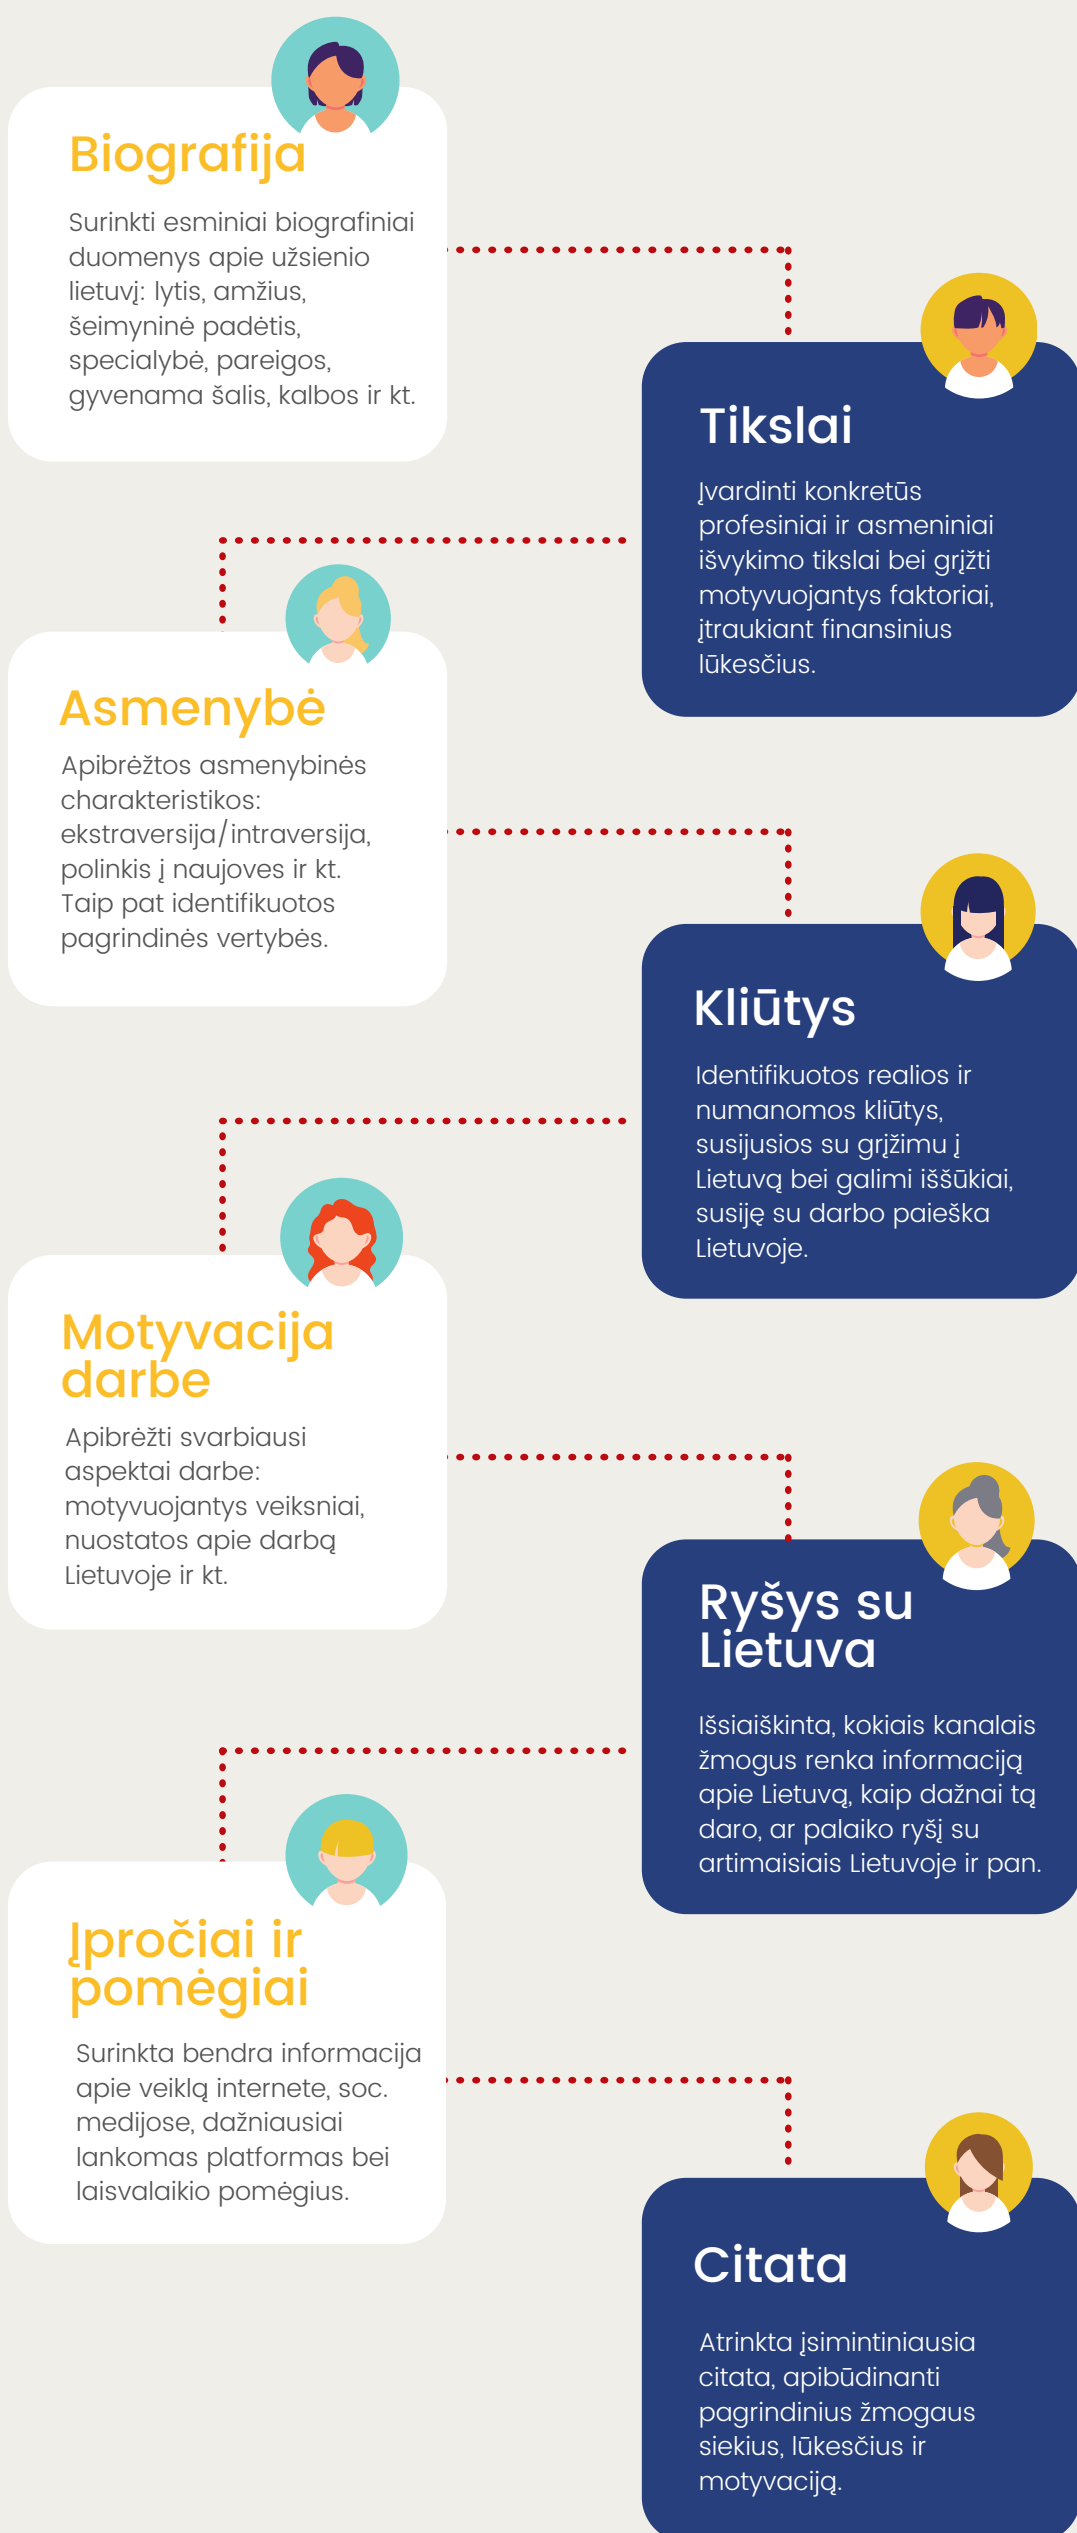 Biografija
Surinkti esminiai biografiniai
duomenys apie užsienio
lietuvį: lytis, amžius,
šeimyninė padėtis,
specialybė, pareigos,
gyvenama šalis, kalbos ir kt.
Tikslai
Įvardinti konkretūs
profesiniai ir asmeniniai
išvykimo tikslai bei grįžti
motyvuojantys faktoriai,
įtraukiant finansinius
lūkesčius.
Asmenybė
Apibrėžtos asmenybinės
charakteristikos:
ekstraversija/intraversija,
polinkis į naujoves ir kt.
Taip pat identifikuotos
pagrindinės vertybės.
Kliūtys
Identifikuotos realios ir
numanomos kliūtys,
susijusios su grįžimu į
Lietuvą bei galimi iššūkiai,
susiję su darbo paieška
Lietuvoje.
Motyvacija
darbe
Apibrėžti svarbiausi
aspektai darbe:
motyvuojantys veiksniai,
nuostatos apie darbą
Lietuvoje ir kt.
Ryšys su
Lietuva
Išsiaiškinta, kokiais kanalais
žmogus renka informaciją
apie Lietuvą, kaip dažnai tą
daro, ar palaiko ryšį su
artimaisiais Lietuvoje ir pan.
Įpročiai ir
pomėgiai
Surinkta bendra informacija
apie veiklą internete, soc.
medijose, dažniausiai
lankomas platformas bei
laisvalaikio pomėgius.
Citata
Atrinkta įsimintiniausia
citata, apibūdinanti
pagrindinius žmogaus
siekius, lūkesčius ir
motyvaciją.